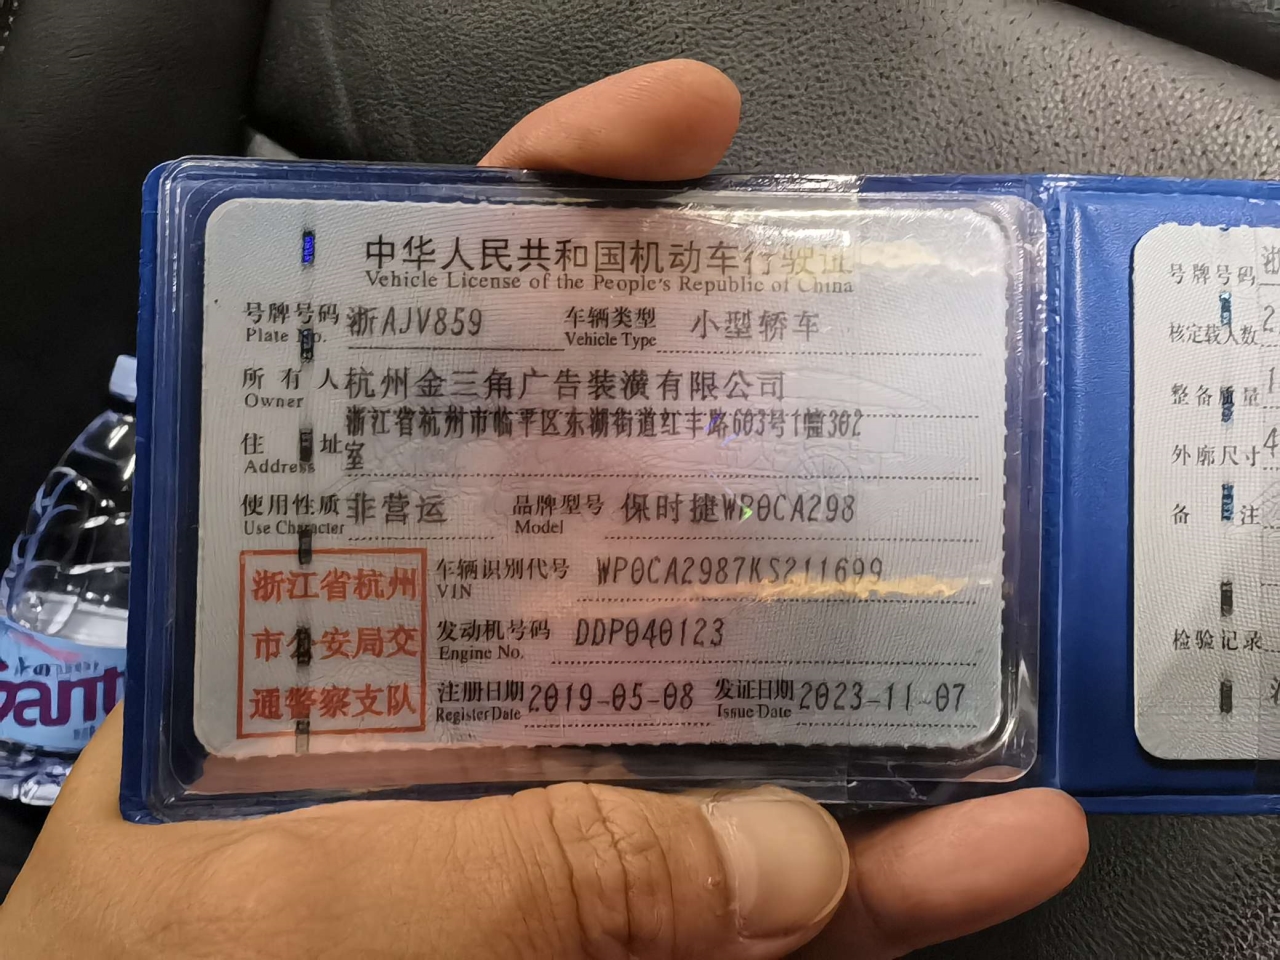 中华人民共和国机动车行驶证
Vehicle License of the People's Republic of China
号牌号码 浙AJV859 车辆类型 小型轿车
Plate No. Vehicle Type
所有人 杭州金三角广告装潢有限公司
Owner
浙江省杭州市临平区东湖街道红丰路603号1幢302
住址 室
Address
使用性质 非营运 品牌型号 保时捷WP0CA298
Use Character Model
浙江省杭州
市公安局交
通警察支队
车辆识别代号 WP0CA2987KS211699
VIN
发动机号码 DDP040123
Engine No.
注册日期 2019-05-08 发证日期 2023-11-07
Register Date Issue Date
号牌号码 浙
核定载人数 2
整备质量 1
外廓尺寸 4
备注
检验记录